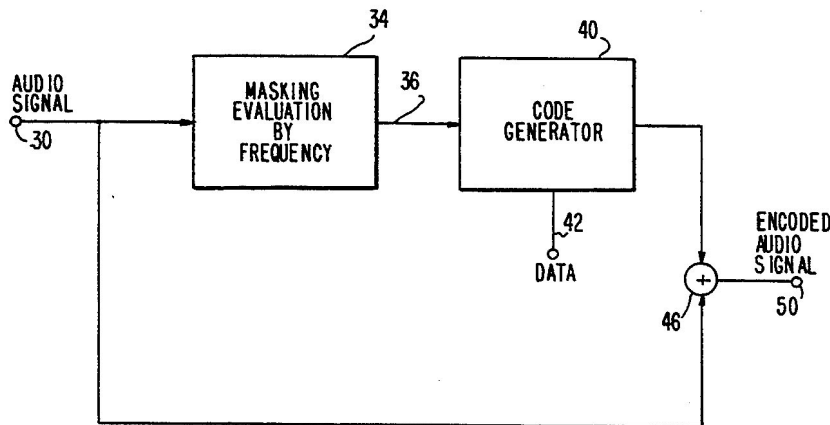 34
40
AUDIO
SIGNAL
30
MASKING
EVALUATION
BY
FREQUENCY
36
CODE
GENERATOR
42
DATA
ENCODED
AUDIO
SIGNAL
+
46
50